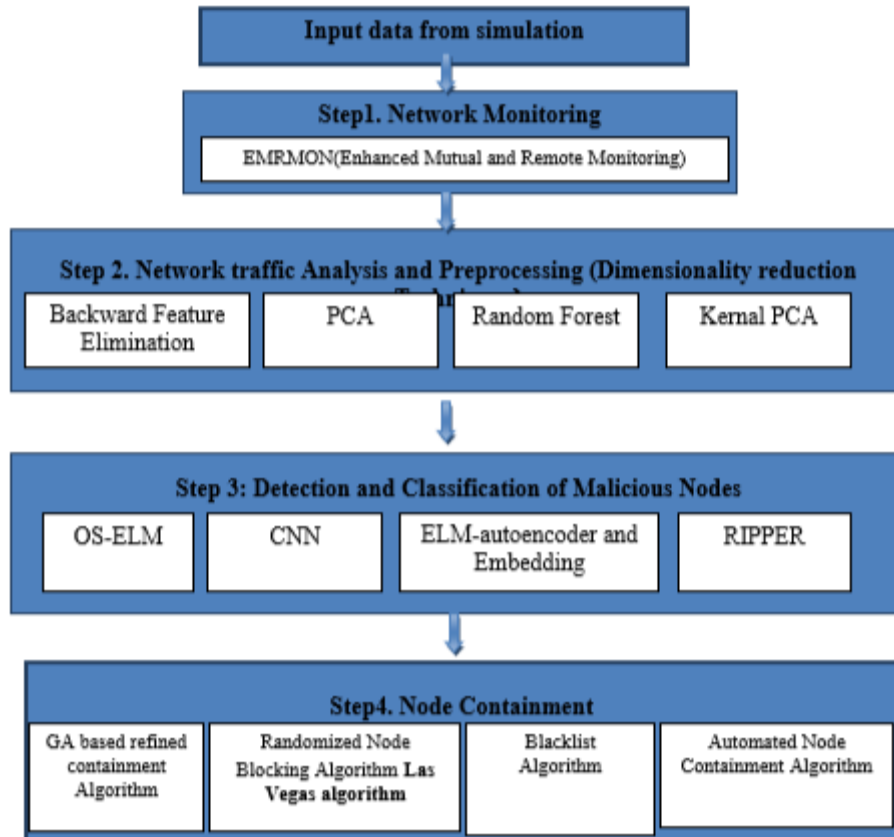 Input data from simulation
Step1. Network Monitoring
EMRMON(Enhanced Mutual and Remote Monitoring)
Step 2. Network traffic Analysis and Preprocessing (Dimensionality reduction
Backward Feature
Elimination
PCA
Random Forest
Kernal PCA
Step 3: Detection and Classification of Malicious Nodes
OS-ELM
CNN
ELM-autoencoder and
Embedding
RIPPER
Step4. Node Containment
GA based refined
containment
Algorithm
Randomized Node
Blocking Algorithm Las
Vegas algorithm
Blacklist
Algorithm
Automated Node
Containment Algorithm